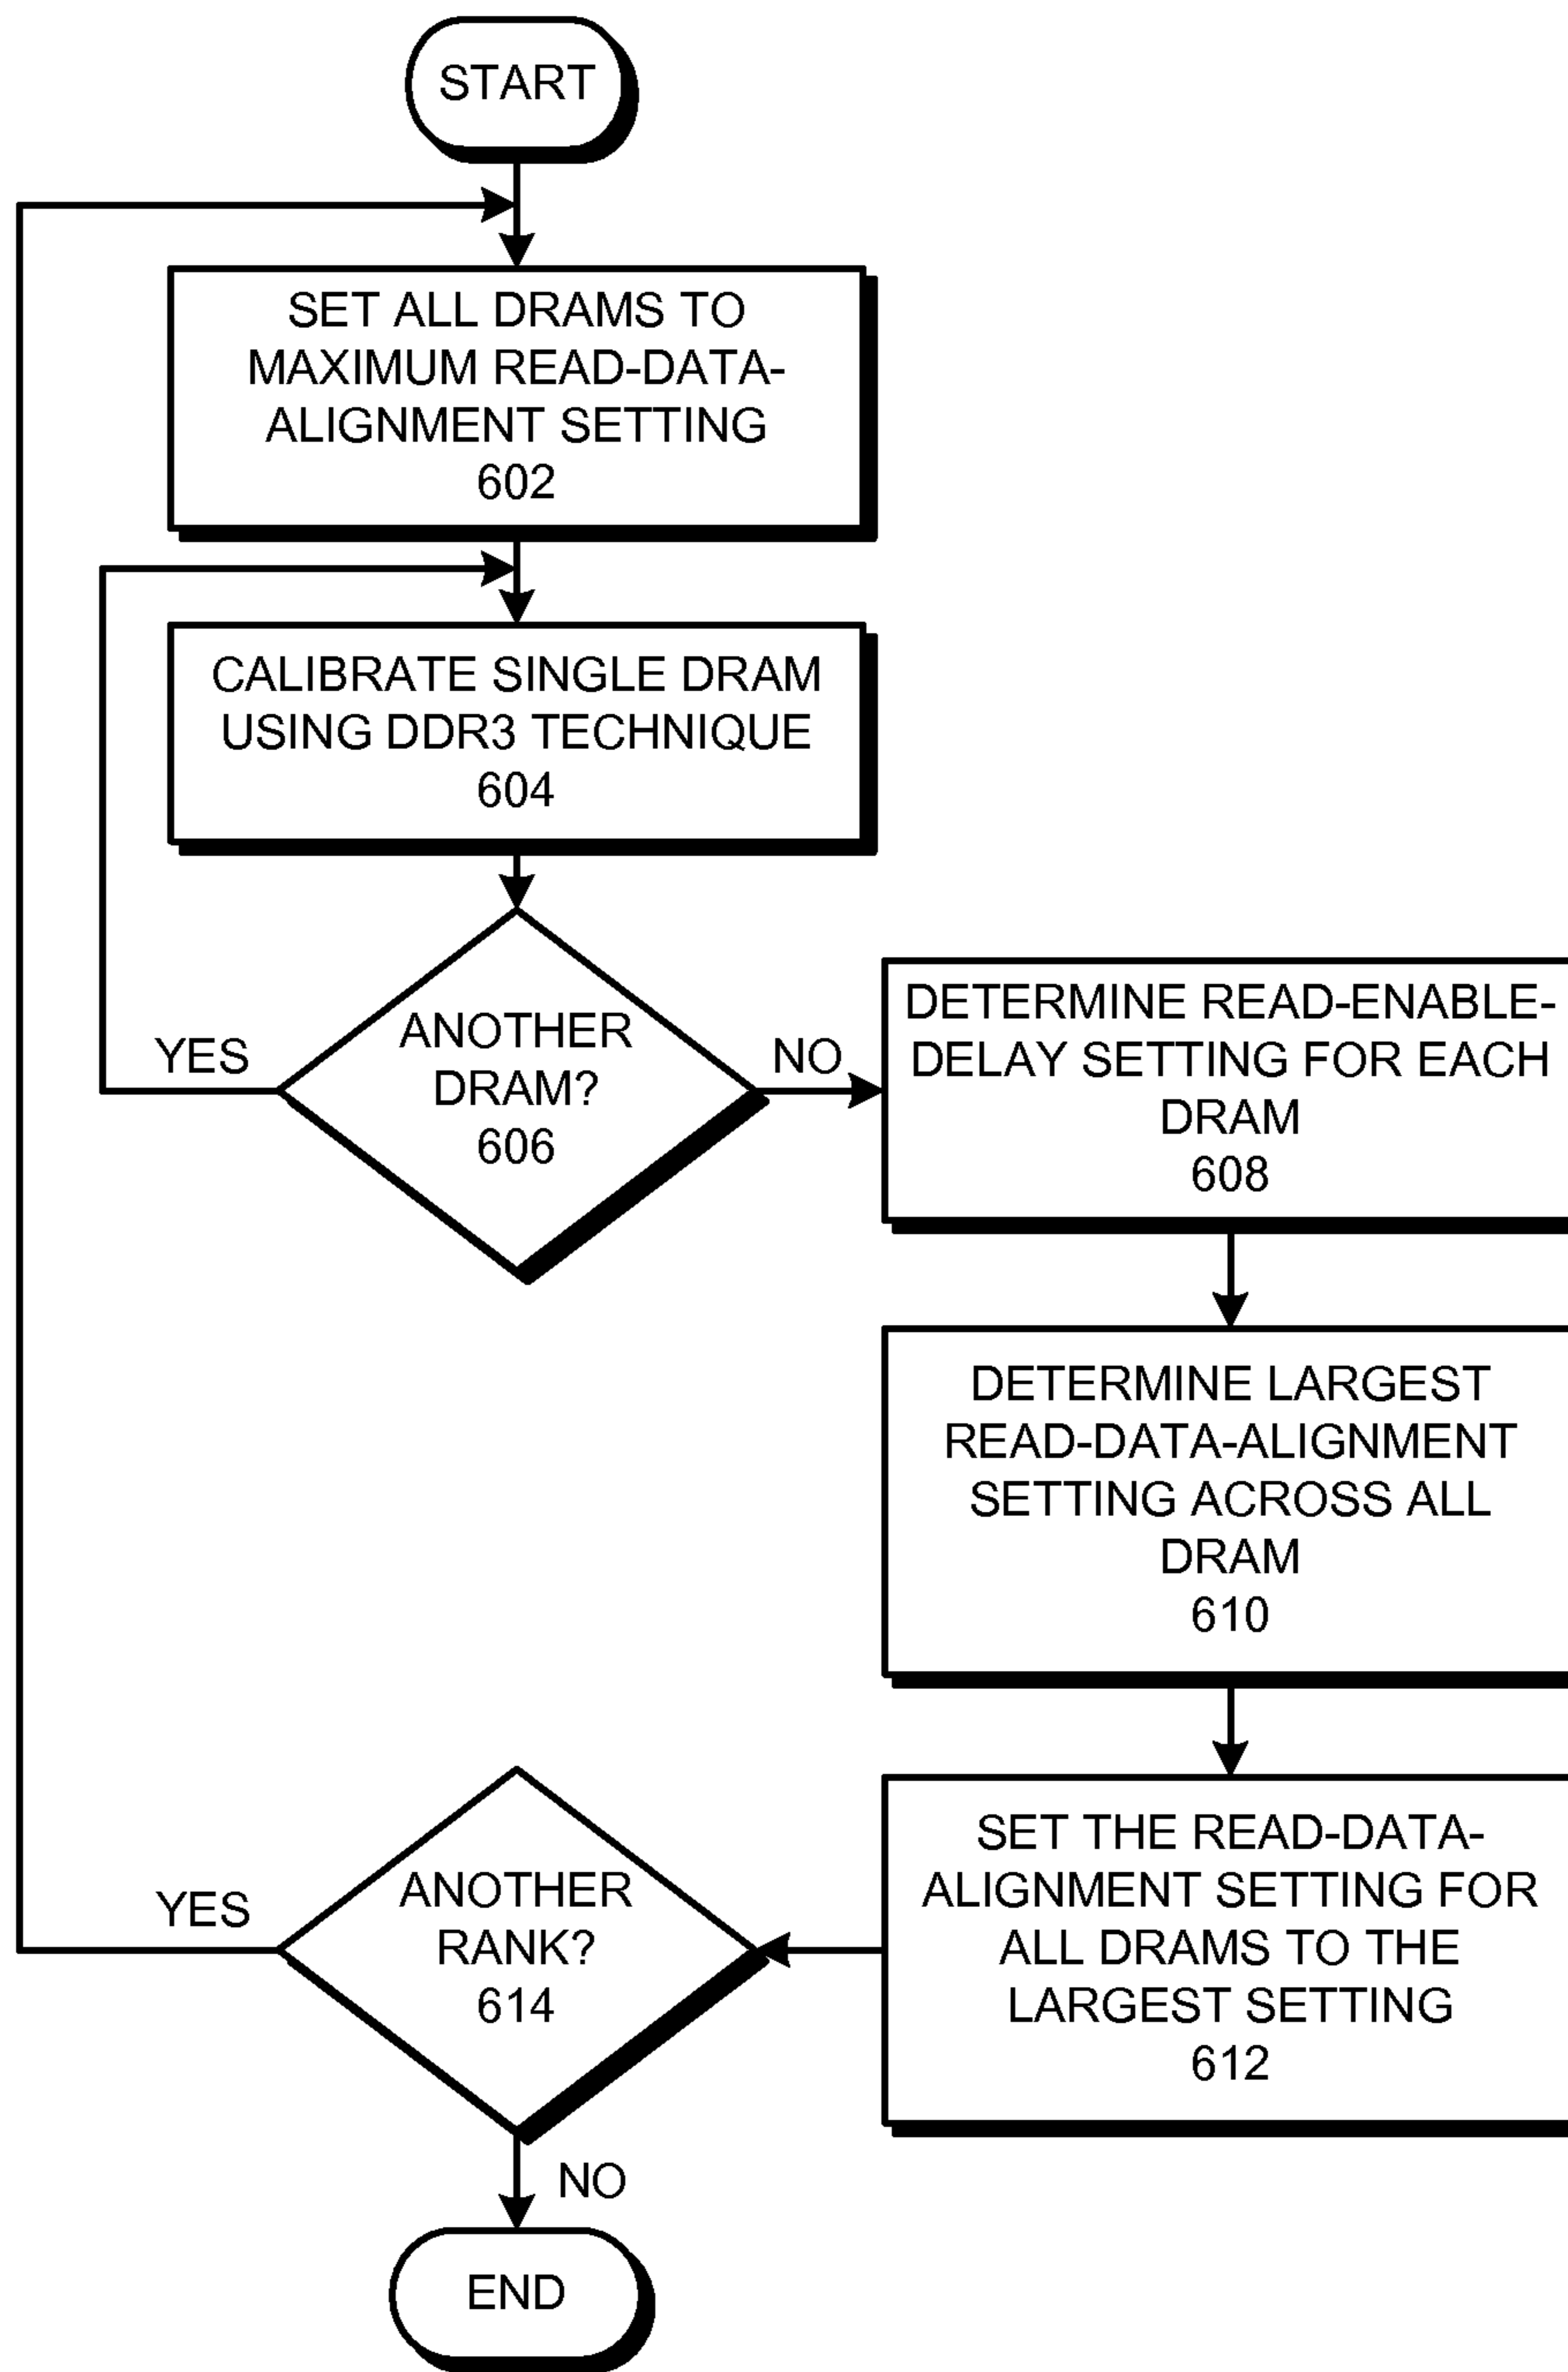 START
SET ALL DRAMS TO
MAXIMUM READ-DATA-
ALIGNMENT SETTING
602
CALIBRATE SINGLE DRAM
USING DDR3 TECHNIQUE
604
ANOTHER
DRAM?
606
YES
NO
DETERMINE READ-ENABLE-
DELAY SETTING FOR EACH
DRAM
608
DETERMINE LARGEST
READ-DATA-ALIGNMENT
SETTING ACROSS ALL
DRAM
610
SET THE READ-DATA-
ALIGNMENT SETTING FOR
ALL DRAMS TO THE
LARGEST SETTING
612
ANOTHER
RANK?
614
YES
NO
END